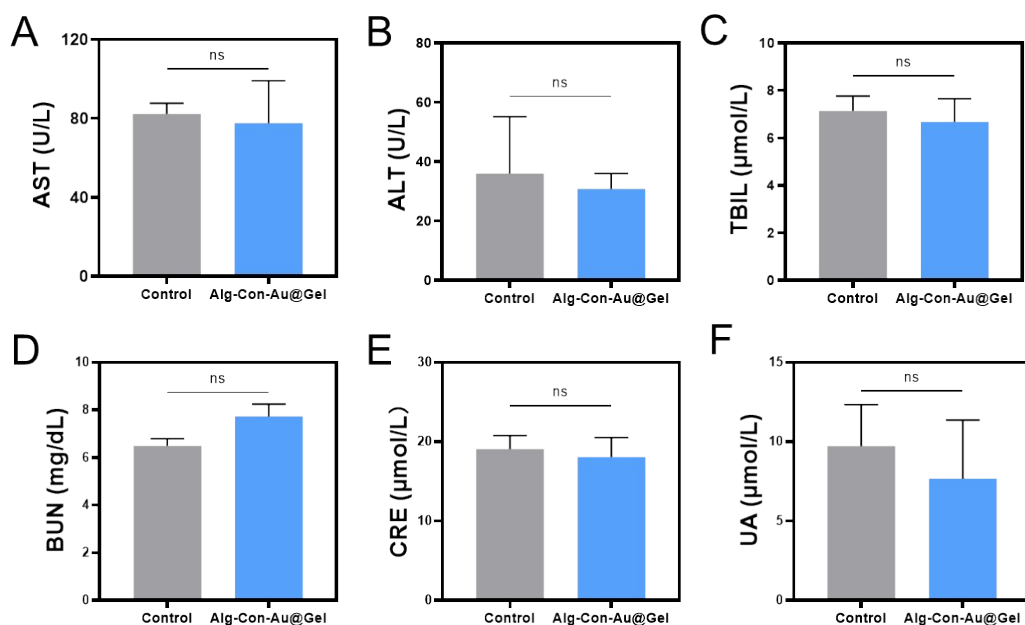 A
AST (U/L)
120
80
40
0
ns
Control
Alg-Con-Au@Gel
B
ALT (U/L)
80
60
40
20
0
ns
Control
Alg-Con-Au@Gel
C
TBIL (μmol/L)
10
8
6
4
2
0
ns
Control
Alg-Con-Au@Gel
D
BUN (mg/dL)
10
8
6
4
2
0
ns
Control
Alg-Con-Au@Gel
E
CRE (μmol/L)
30
20
10
0
ns
Control
Alg-Con-Au@Gel
F
UA (μmol/L)
15
10
5
0
ns
Control
Alg-Con-Au@Gel